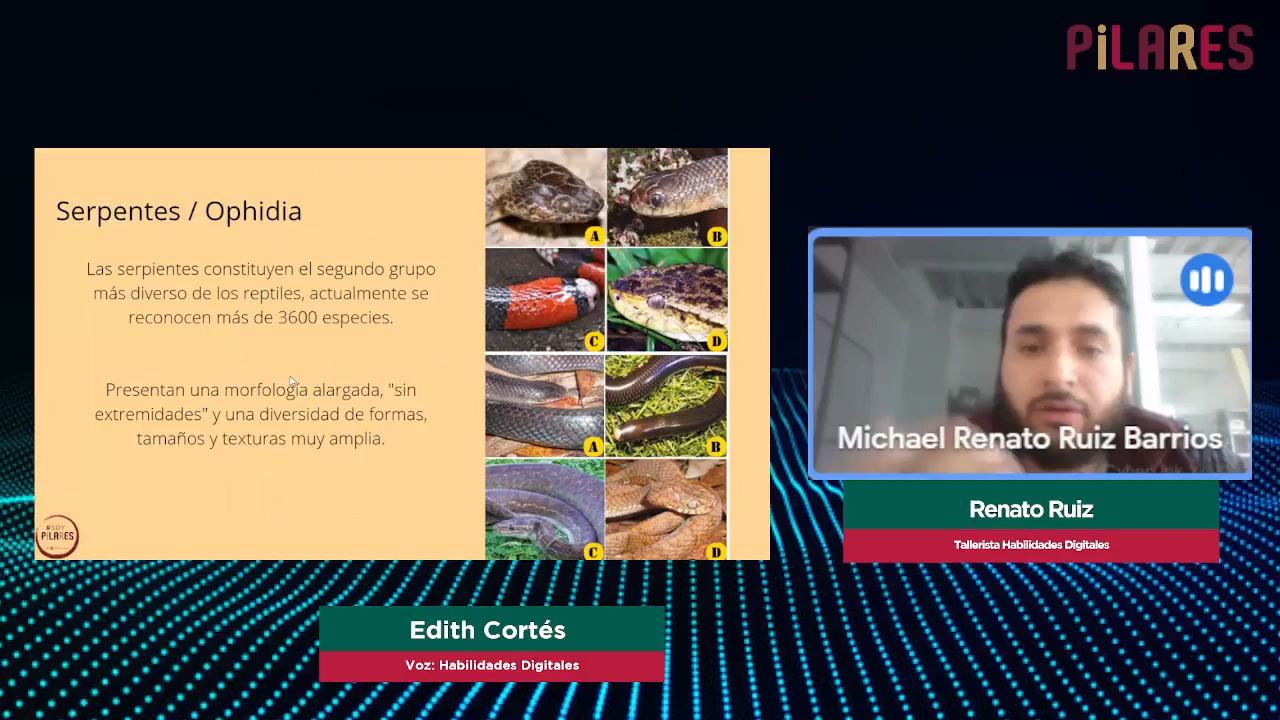 PiLARES
Serpentes / Ophidia
Las serpientes constituyen el segundo grupo
más diverso de los reptiles, actualmente se
reconocen más de 3600 especies.
Presentan una morfología alargada, "sin
extremidades" y una diversidad de formas,
tamaños y texturas muy amplia.
A
B
C
D
A
B
C
D
#SOY
PiLARES
Michael Renato Ruiz Barrios
Renato Ruiz
Tallerista Habilidades Digitales
Edith Cortés
Voz: Habilidades Digitales